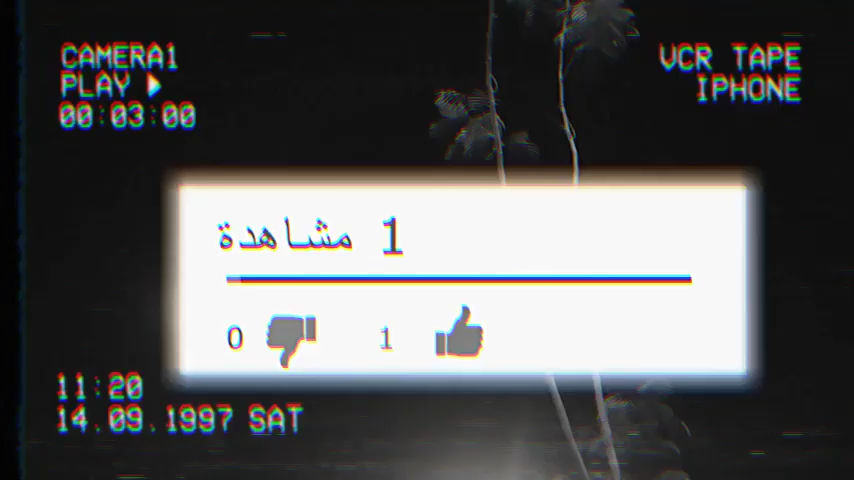 CAMERA1
PLAY
00:03:00
VCR TAPE
IPHONE
1 مشاهدة
0 1
11:20
14.09.1997 SAT